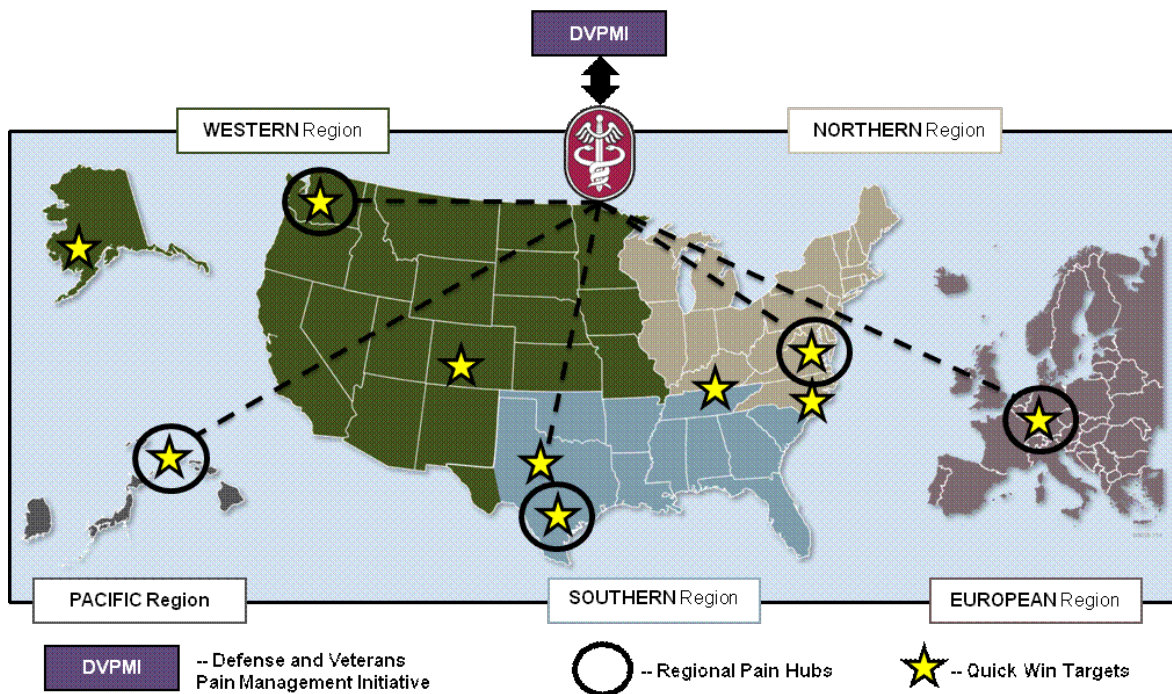 DVPMI
WESTERN Region
NORTHERN Region
PACIFIC Region
SOUTHERN Region
EUROPEAN Region
DVPMI
-- Defense and Veterans
Pain Management Initiative
-- Regional Pain Hubs
-- Quick Win Targets